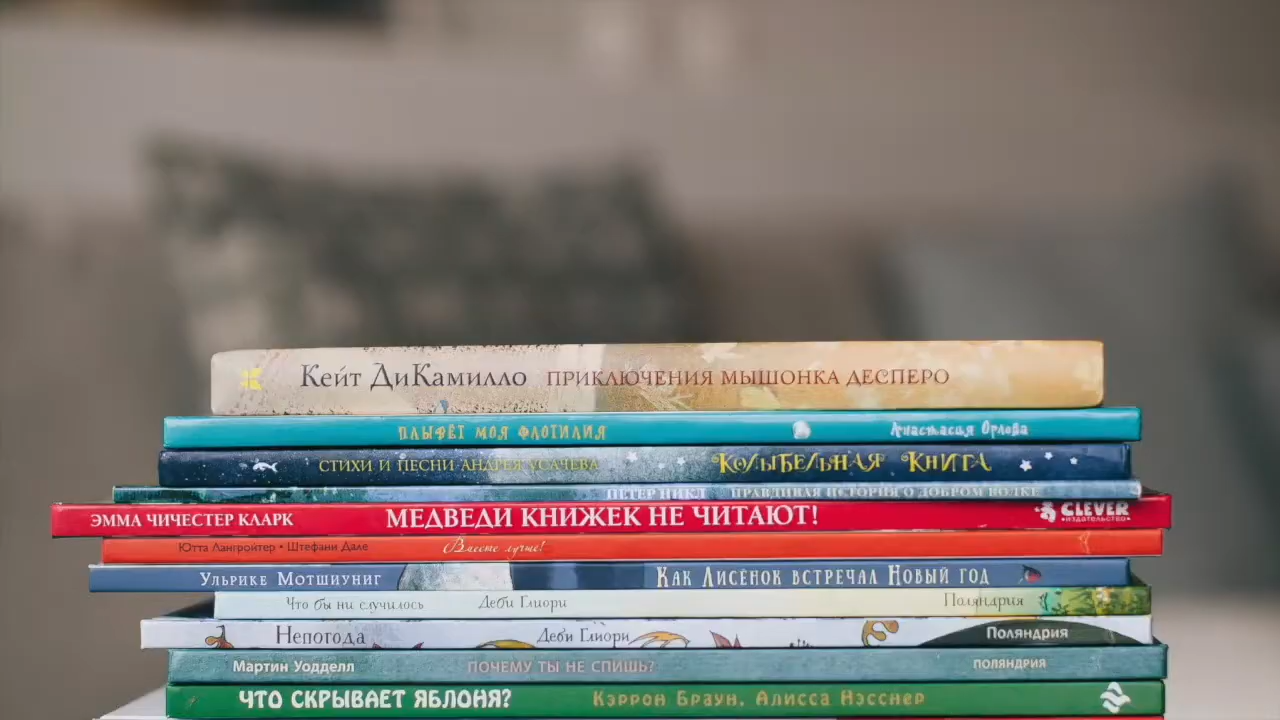 Кейт ДиКамилло ПРИКЛЮЧЕНИЯ МЫШОНКА ДЕСПЕРО
ПЛЫВЁТ МОЯ ФЛОТИЛИЯ Анастасия Орлова
СТИХИ И ПЕСНИ АНДРЕЯ УСАЧЕВА КОЛЫБЕЛЬНАЯ КНИГА
ПЕТЕР НИКЛ ПРАВДИВАЯ ИСТОРИЯ О ДОБРОМ ВОЛКЕ
ЭММА ЧИЧЕСТЕР КЛАРК МЕДВЕДИ КНИЖЕК НЕ ЧИТАЮТ! CLEVER
•издательство•
Ютта Лангройтер • Штефани Дале Вместе лучше!
Ульрике Мотшиуниг Как Лисёнок встречал Новый год
Что бы ни случилось Деби Глиори Поляндрия
Непогода Деби Глиори Поляндрия
Мартин Уодделл ПОЧЕМУ ТЫ НЕ СПИШЬ? ПОЛЯНДРИЯ
ЧТО СКРЫВАЕТ ЯБЛОНЯ? Кэррон Браун, Алисса Нэсснер